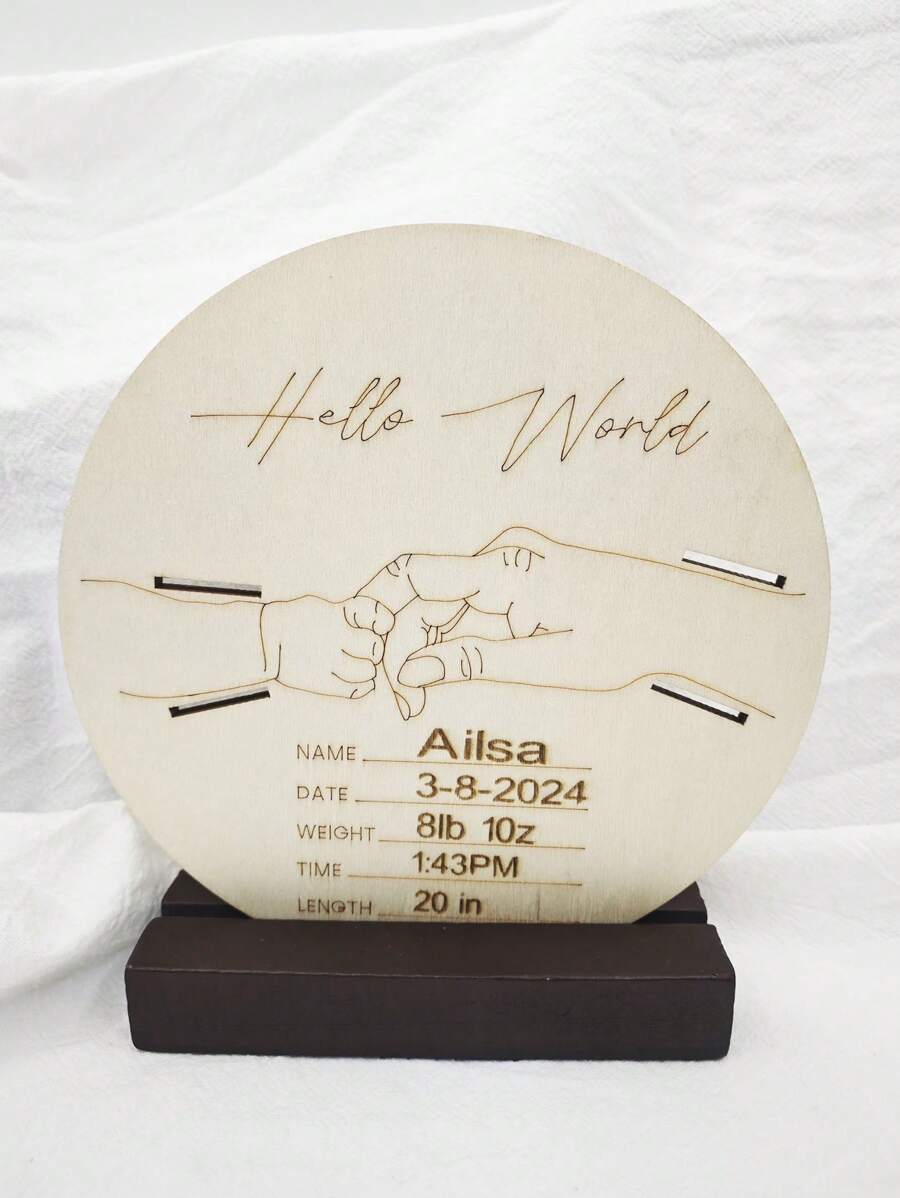 Hello World
NAME Ailsa
DATE 3-8-2024
WEIGHT 8lb 10z
TIME 1:43PM
LENGTH 20 in